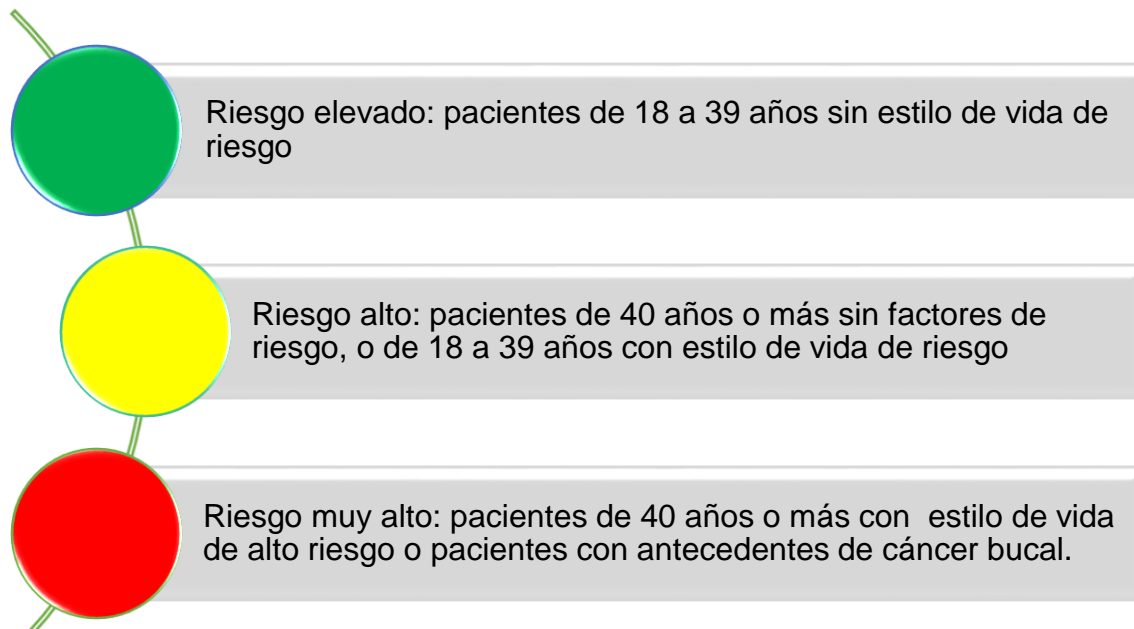 Riesgo elevado: pacientes de 18 a 39 años sin estilo de vida de
riesgo
Riesgo alto: pacientes de 40 años o más sin factores de
riesgo, o de 18 a 39 años con estilo de vida de riesgo
Riesgo muy alto: pacientes de 40 años o más con  estilo de vida
de alto riesgo o pacientes con antecedentes de cáncer bucal.